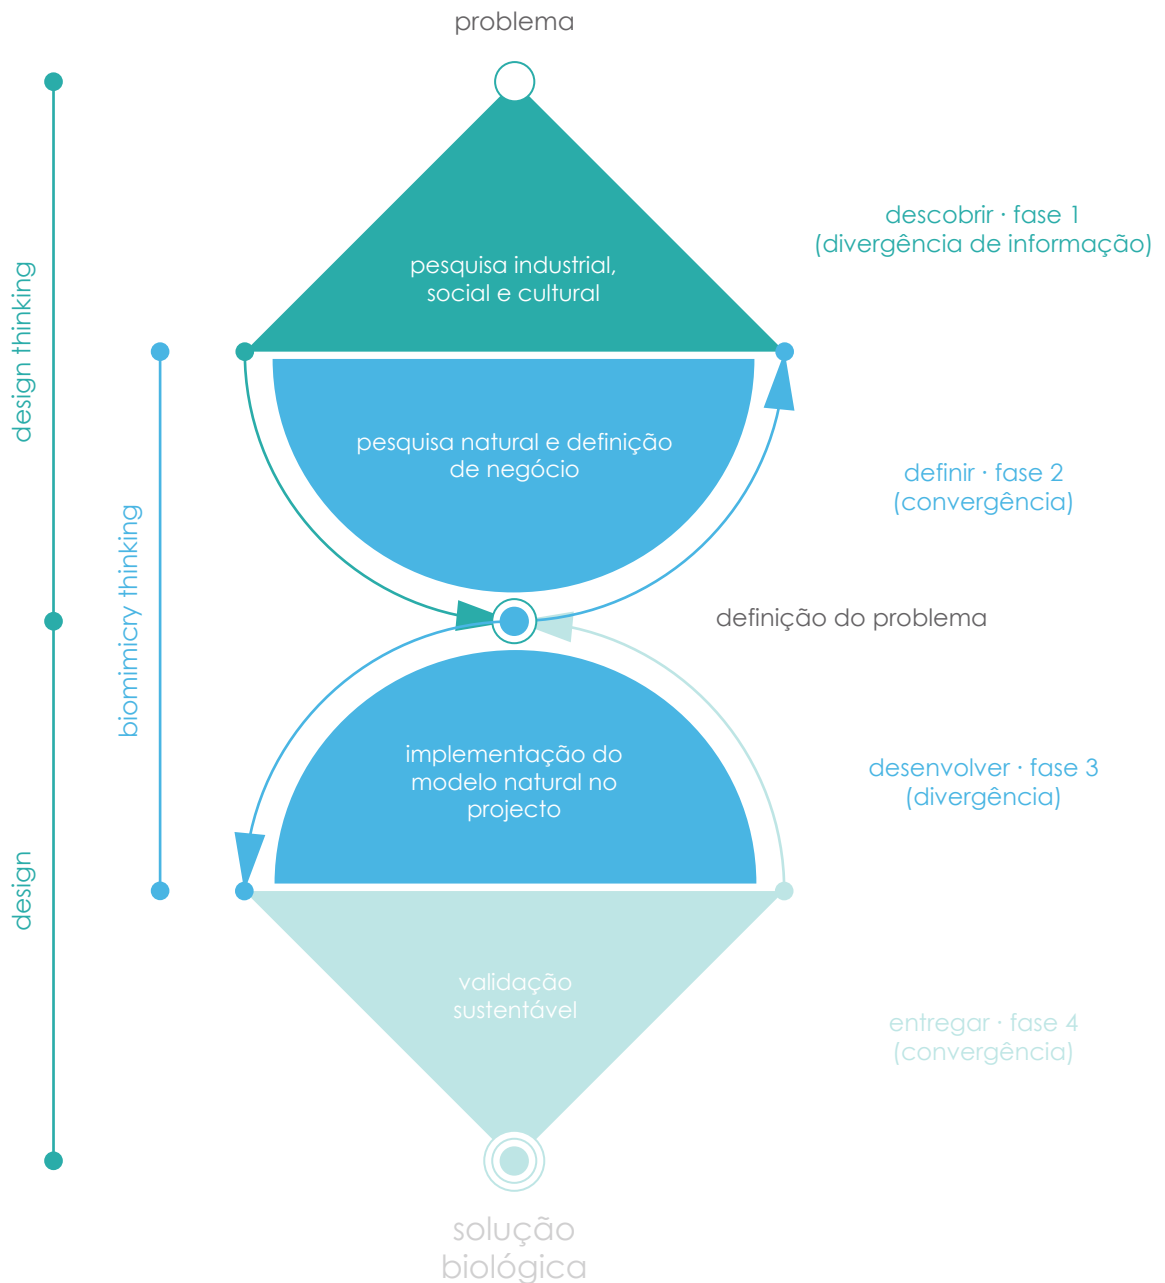 problema
descobrir · fase 1
(divergência de informação)
pesquisa industrial,
social e cultural
design thinking
pesquisa natural e definição
de negócio
definir · fase 2
(convergência)
biomimicry thinking
definição do problema
implementação do
modelo natural no
projecto
desenvolver · fase 3
(divergência)
design
validação
sustentável
entregar · fase 4
(convergência)
solução
biológica